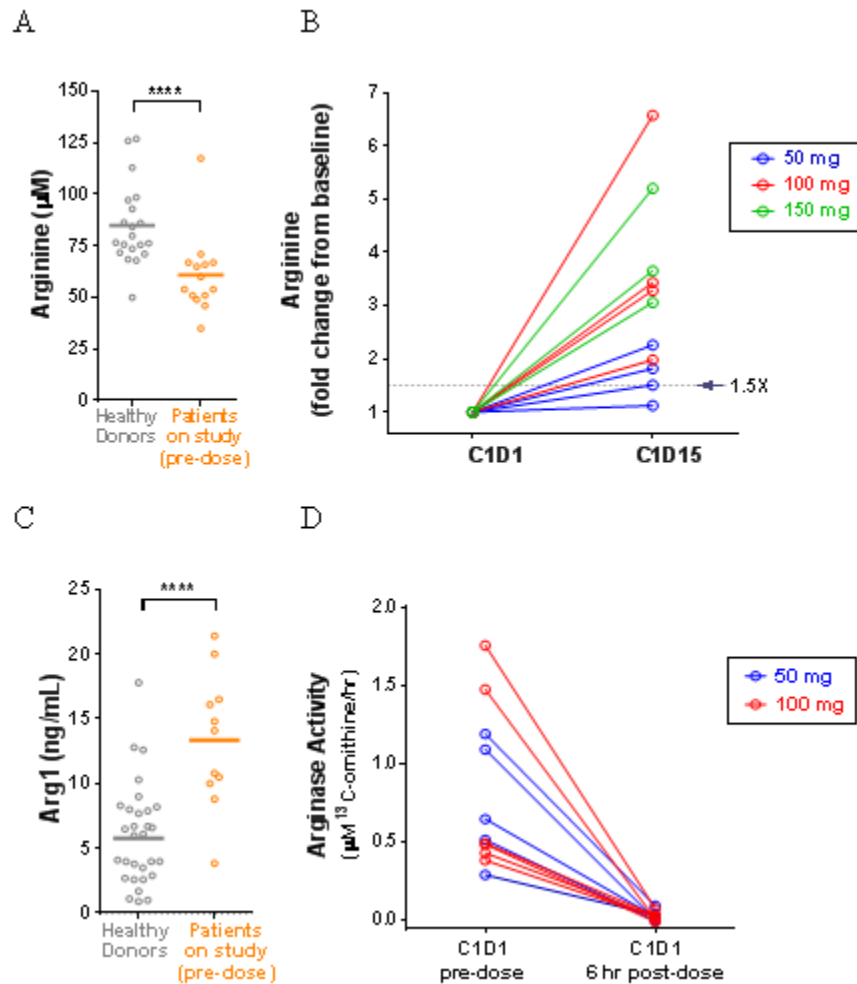 A
B
150
125
100
75
50
25
0
Arginine (µM)
****
Healthy
Donors
Patients
on study
(pre-dose)
7
6
5
4
3
2
1
Arginine
(fold change from baseline)
1.5X
C1D1
C1D15
50 mg
100 mg
150 mg
C
D
25
20
15
10
5
0
Arg1 (ng/mL)
****
Healthy
Donors
Patients
on study
(pre-dose)
2.0
1.5
1.0
0.5
0.0
Arginase Activity
(µM ¹³C-ornithine/hr)
C1D1
pre-dose
C1D1
6 hr post-dose
50 mg
100 mg